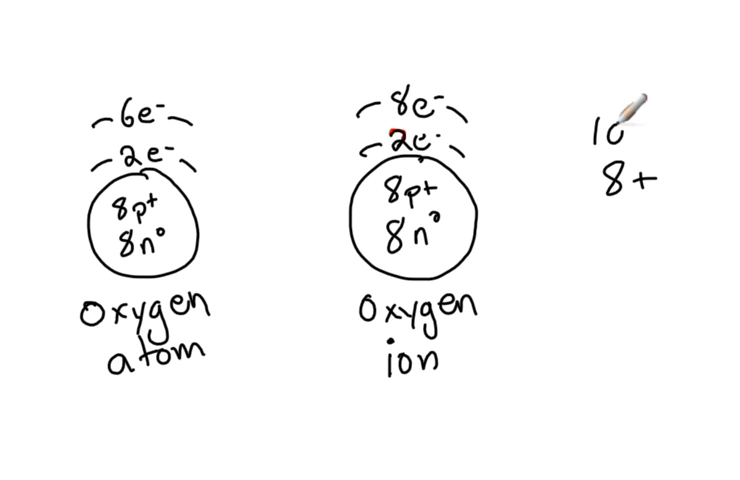 6e-
2e-
8p+
8n°
Oxygen
atom
8e-
2e-
8p+
8n°
Oxygen
ion
10
8+